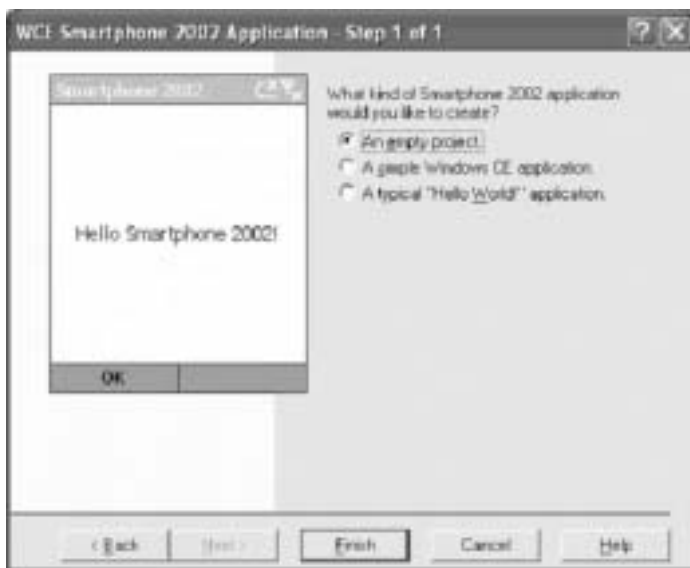 WCE Smartphone 2002 Application - Step 1 of 1
Smartphone 2002
Hello Smartphone 2002!
OK
What kind of Smartphone 2002 application
would you like to create?
An empty project.
A simple Windows CE application.
A typical "Hello World!" application.
< Back
Next >
Finish
Cancel
Help